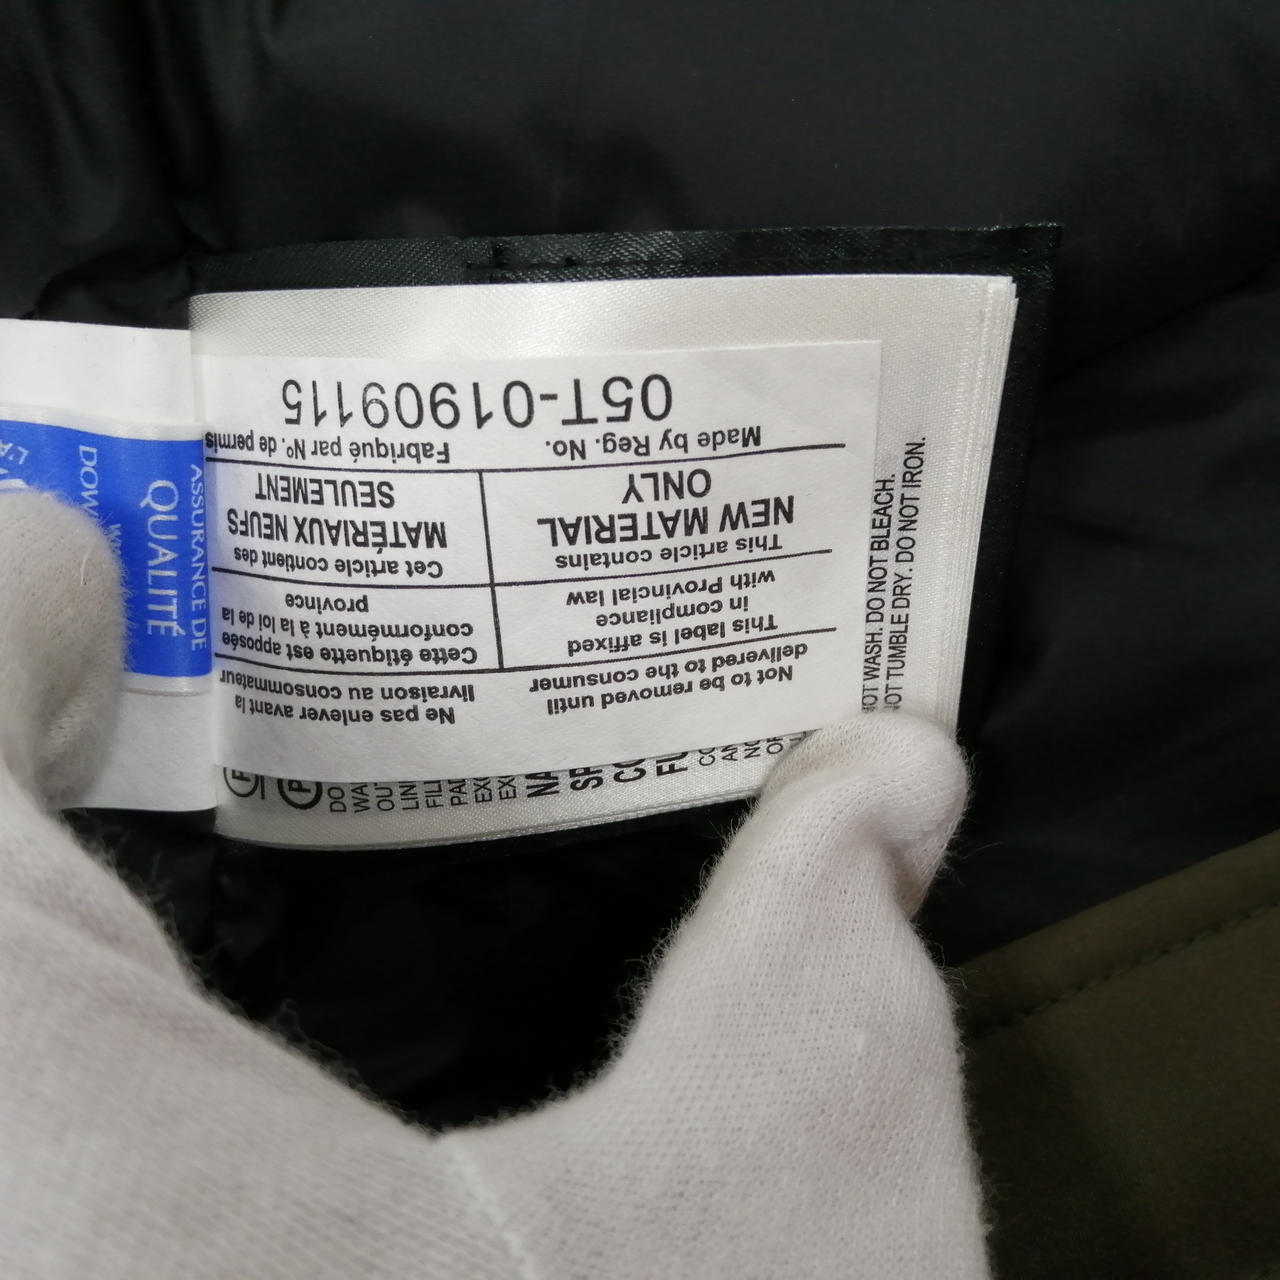 Not to be removed until
delivered to the consumer
Ne pas enlever avant la
livraison au consommateur
This label is affixed
in compliance
with Provincial law
Cette étiquette est apposée
conformément à la loi de la
province
This article contains
NEW MATERIAL
ONLY
Cet article contient des
MATÉRIAUX NEUFS
SEULEMENT
Made by Reg. No.
Fabriqué par Nº. de permis
05T-01909115
WASH. DO NOT BLEACH.
TUMBLE DRY. DO NOT IRON.
ASSURANCE DE
QUALITÉ
DO